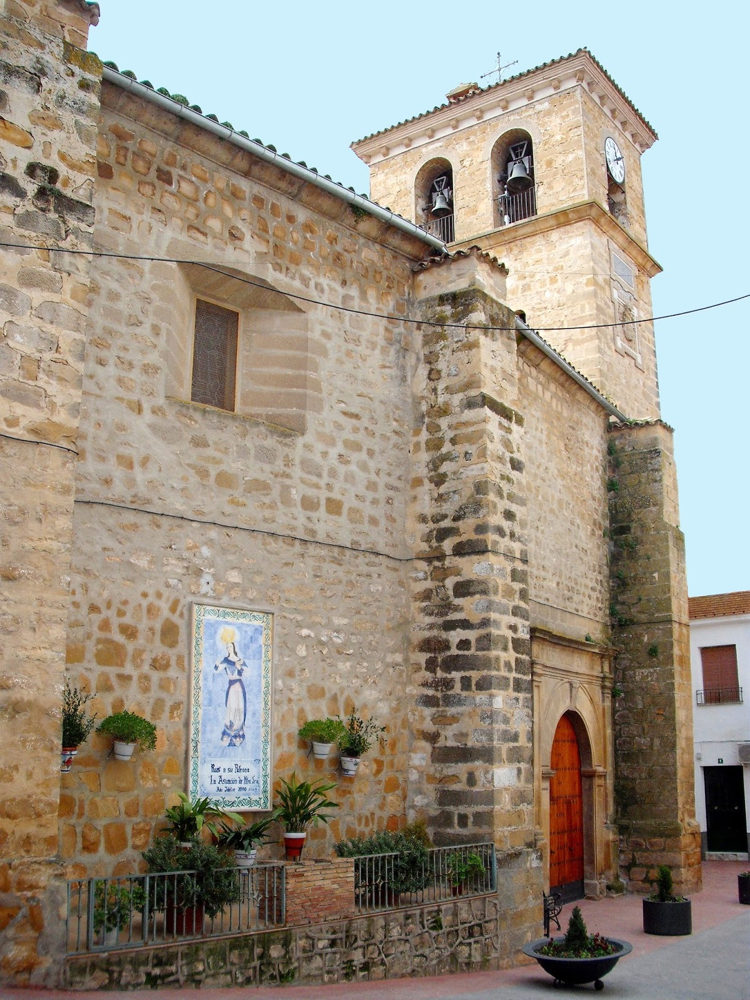 Rus a su Patrona
La Asunción de Ntra. Sra.
Año Jubilar 2000